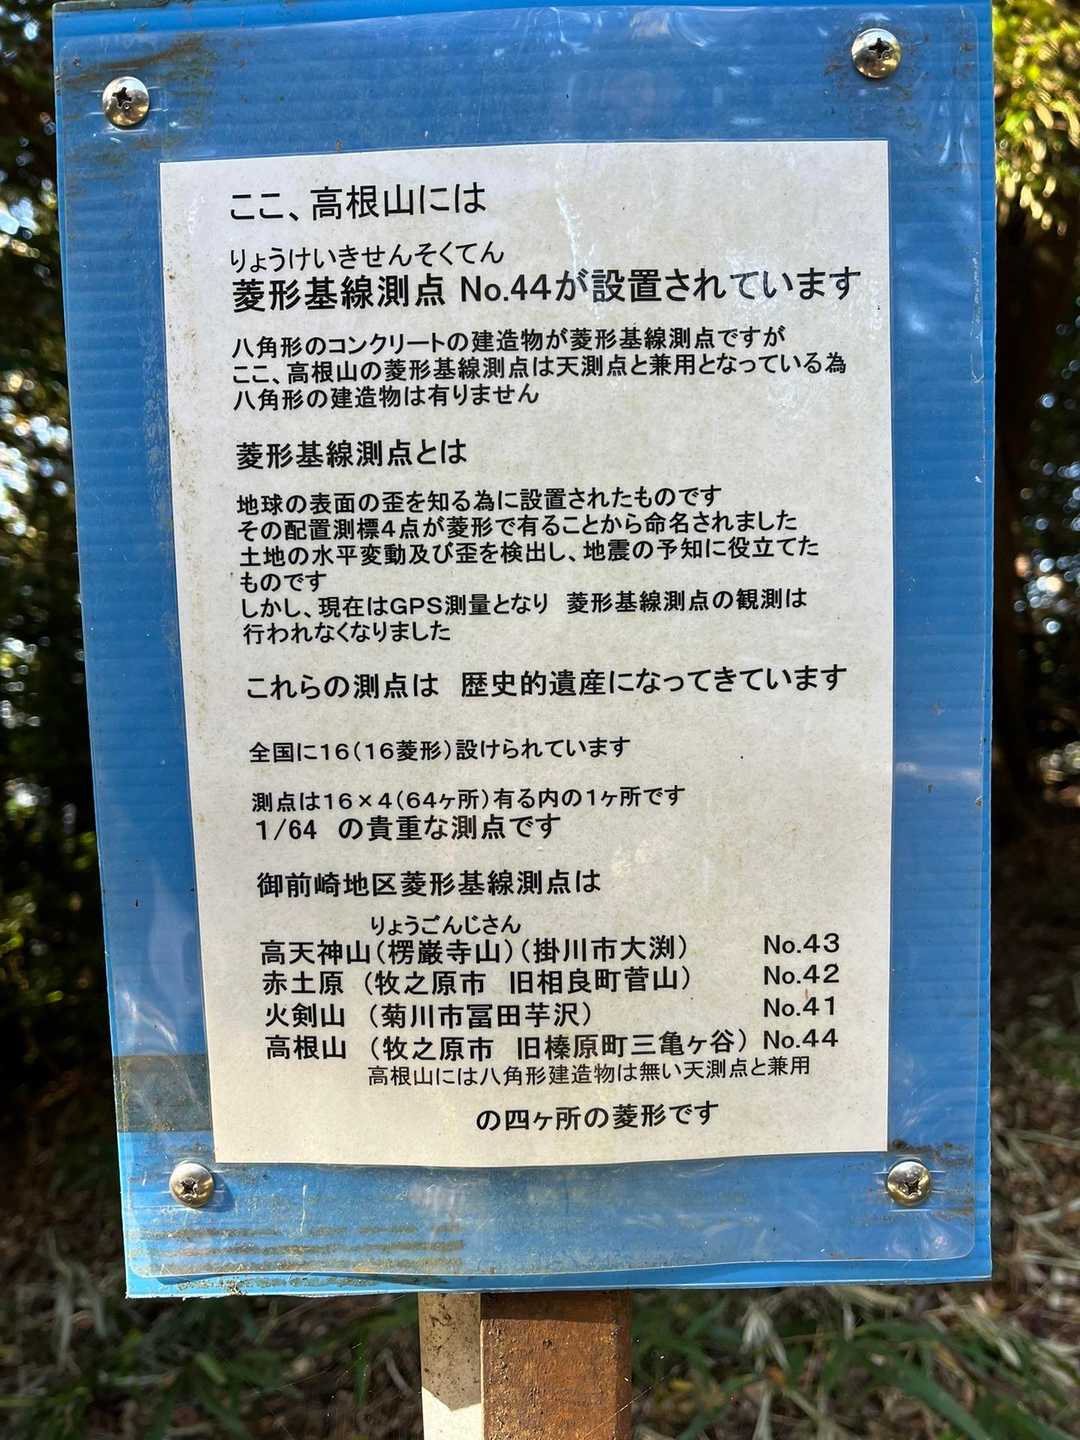 ここ、高根山には
りょうけいきせんそくてん
菱形基線測点 No.44が設置されています
八角形のコンクリートの建造物が菱形基線測点ですが
ここ、高根山の菱形基線測点は天測点と兼用となっている為
八角形の建造物は有りません
菱形基線測点とは
地球の表面の歪を知る為に設置されたものです
その配置測標4点が菱形で有ることから命名されました
土地の水平変動及び歪を検出し、地震の予知に役立てた
ものです
しかし、現在はGPS測量となり 菱形基線測点の観測は
行われなくなりました
これらの測点は 歴史的遺産になってきています
全国に16(16菱形)設けられています
測点は16×4(64ヶ所)有る内の1ヶ所です
1/64 の貴重な測点です
御前崎地区菱形基線測点は
りょうごんじさん
高天神山(楞厳寺山)(掛川市大渕) No.43
赤土原 (牧之原市 旧相良町菅山) No.42
火剣山 (菊川市冨田芋沢) No.41
高根山 (牧之原市 旧榛原町三亀ヶ谷) No.44
高根山には八角形建造物は無い天測点と兼用
の四ヶ所の菱形です